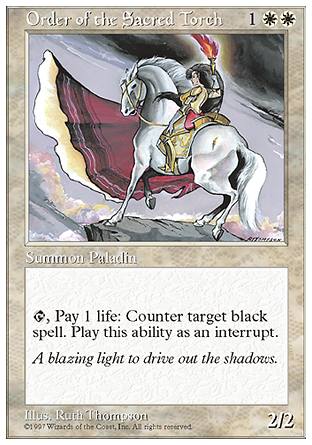 Order of the Sacred Torch 1
Summon Paladin
, Pay 1 life: Counter target black
spell. Play this ability as an interrupt.
A blazing light to drive out the shadows.
Illus. Ruth Thompson
©1997 Wizards of the Coast, Inc. All rights reserved.
2/2